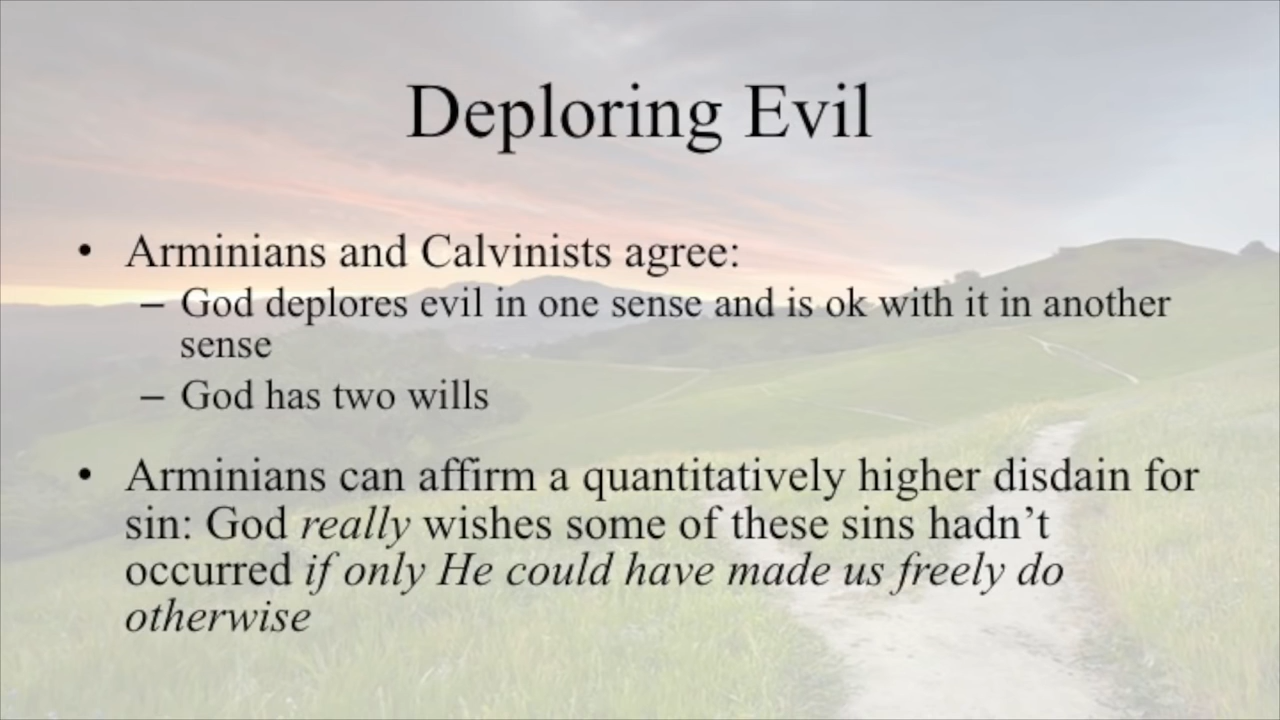 Deploring Evil
• Arminians and Calvinists agree:
– God deplores evil in one sense and is ok with it in another
sense
– God has two wills
• Arminians can affirm a quantitatively higher disdain for
sin: God really wishes some of these sins hadn’t
occurred if only He could have made us freely do
otherwise